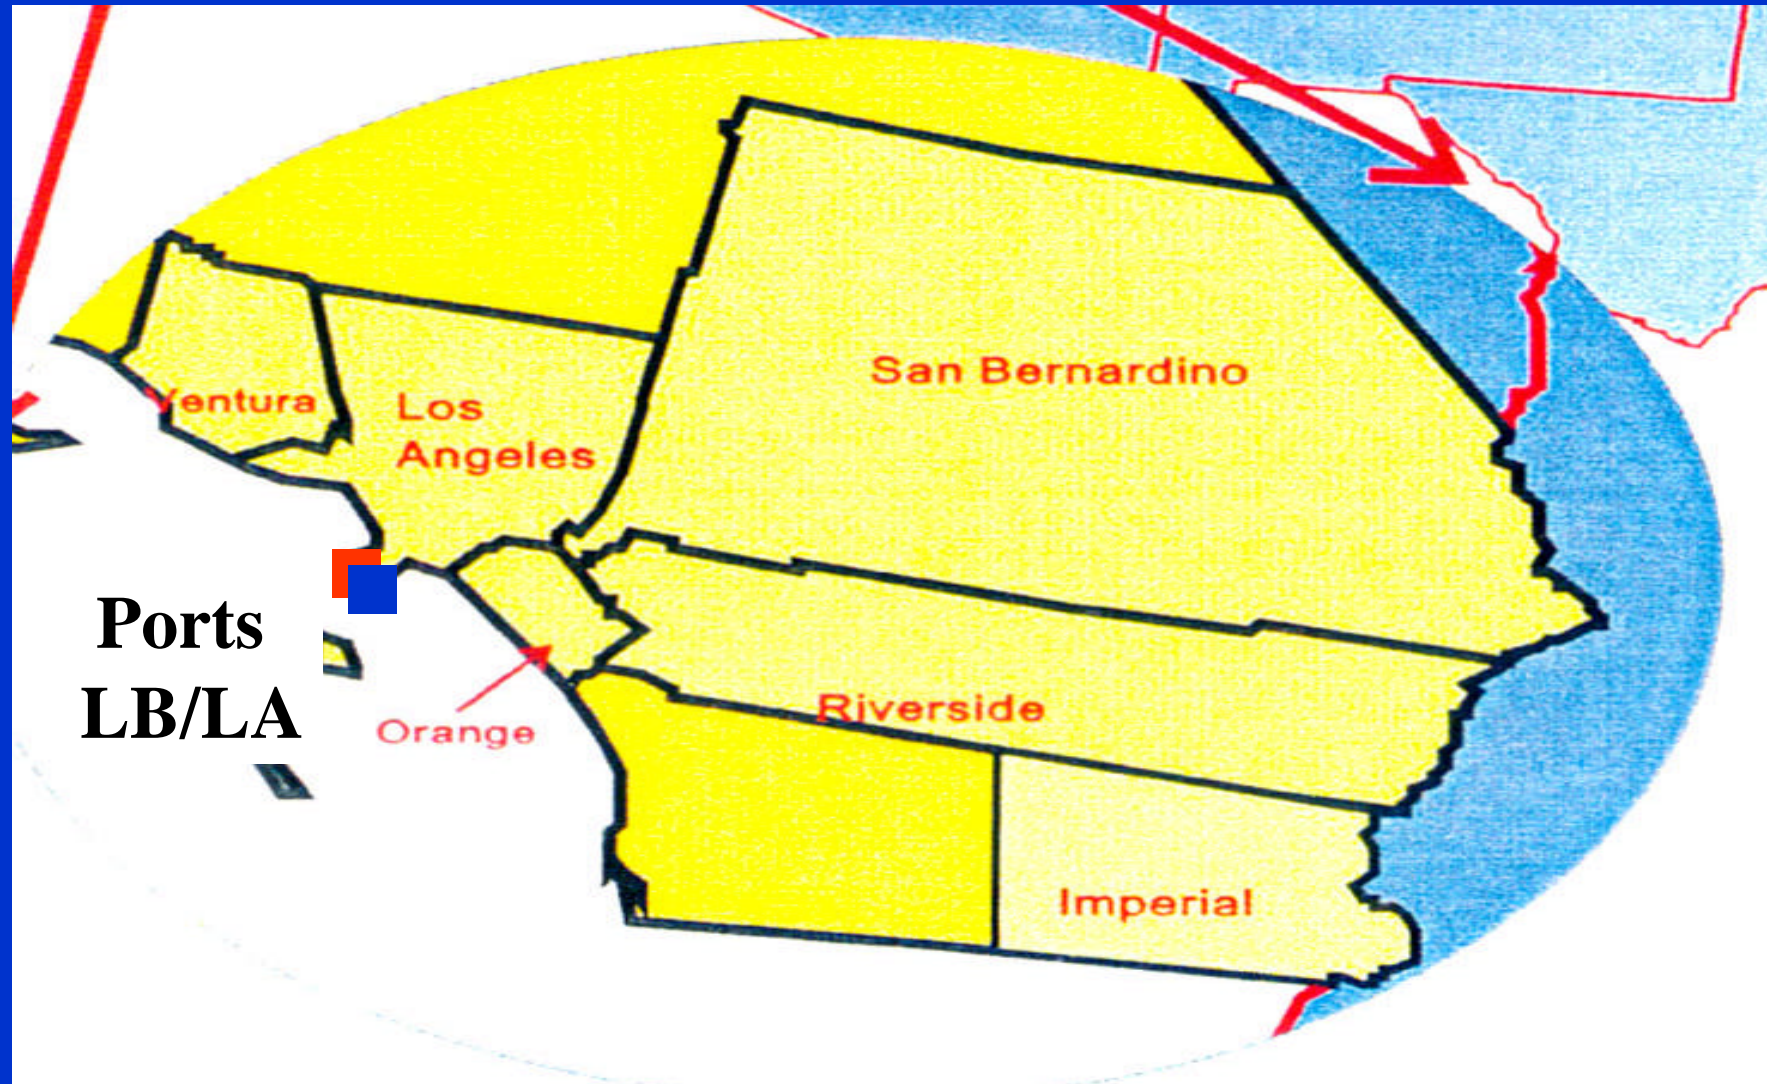 San Bernardino
Ventura
Los
Angeles
Ports
LB/LA
Orange
Riverside
Imperial